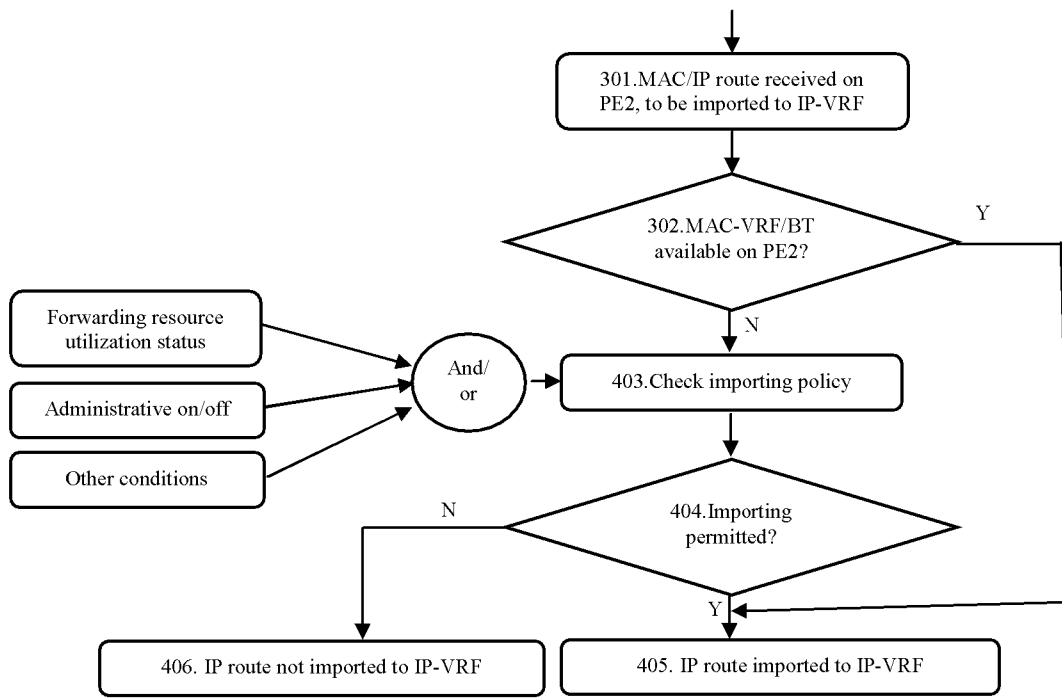 301.MAC/IP route received on
PE2, to be imported to IP-VRF
302.MAC-VRF/BT
available on PE2?
Y
N
Forwarding resource
utilization status
Administrative on/off
Other conditions
And/
or
403.Check importing policy
404.Importing
permitted?
N
Y
406. IP route not imported to IP-VRF
405. IP route imported to IP-VRF